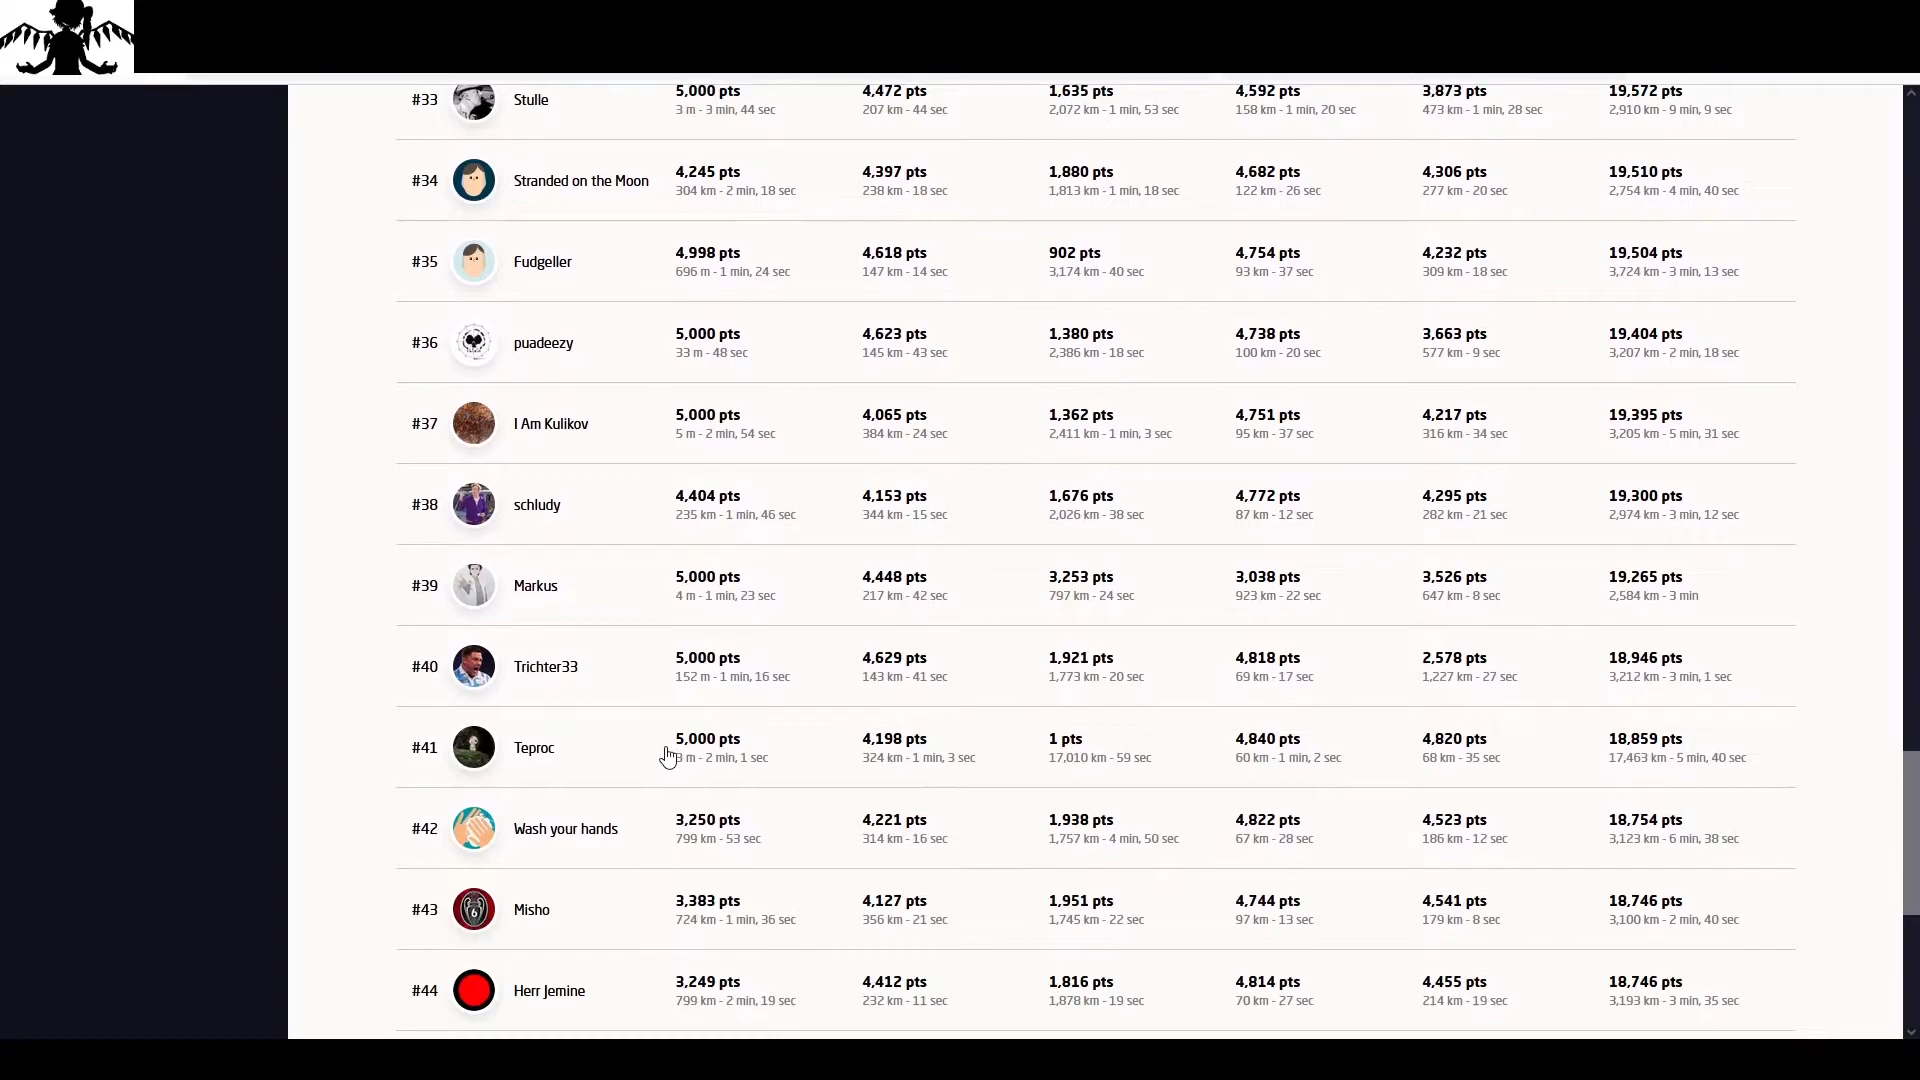 #33 Stulle 5,000 pts 4,472 pts 1,635 pts 4,592 pts 3,873 pts 19,572 pts
3 m - 3 min, 44 sec 207 km - 44 sec 2,072 km - 1 min, 53 sec 158 km - 1 min, 20 sec 473 km - 1 min, 28 sec 2,910 km - 9 min, 9 sec
#34 Stranded on the Moon 4,245 pts 4,397 pts 1,880 pts 4,682 pts 4,306 pts 19,510 pts
304 km - 2 min, 18 sec 238 km - 18 sec 1,813 km - 1 min, 18 sec 122 km - 26 sec 277 km - 20 sec 2,754 km - 4 min, 40 sec
#35 Fudgeller 4,998 pts 4,618 pts 902 pts 4,754 pts 4,232 pts 19,504 pts
696 m - 1 min, 24 sec 147 km - 14 sec 3,174 km - 40 sec 93 km - 37 sec 309 km - 18 sec 3,724 km - 3 min, 13 sec
#36 puadeezy 5,000 pts 4,623 pts 1,380 pts 4,738 pts 3,663 pts 19,404 pts
33 m - 48 sec 145 km - 43 sec 2,386 km - 18 sec 100 km - 20 sec 577 km - 9 sec 3,207 km - 2 min, 18 sec
#37 I Am Kulikov 5,000 pts 4,065 pts 1,362 pts 4,751 pts 4,217 pts 19,395 pts
5 m - 2 min, 54 sec 384 km - 24 sec 2,411 km - 1 min, 3 sec 95 km - 37 sec 316 km - 34 sec 3,205 km - 5 min, 31 sec
#38 schludy 4,404 pts 4,153 pts 1,676 pts 4,772 pts 4,295 pts 19,300 pts
235 km - 1 min, 46 sec 344 km - 15 sec 2,026 km - 38 sec 87 km - 12 sec 282 km - 21 sec 2,974 km - 3 min, 12 sec
#39 Markus 5,000 pts 4,448 pts 3,253 pts 3,038 pts 3,526 pts 19,265 pts
4 m - 1 min, 23 sec 217 km - 42 sec 797 km - 24 sec 923 km - 22 sec 647 km - 8 sec 2,584 km - 3 min
#40 Trichter33 5,000 pts 4,629 pts 1,921 pts 4,818 pts 2,578 pts 18,946 pts
152 m - 1 min, 16 sec 143 km - 41 sec 1,773 km - 20 sec 69 km - 17 sec 1,227 km - 27 sec 3,212 km - 3 min, 1 sec
#41 Teproc 5,000 pts 4,198 pts 1 pts 4,840 pts 4,820 pts 18,859 pts
m - 2 min, 1 sec 324 km - 1 min, 3 sec 17,010 km - 59 sec 60 km - 1 min, 2 sec 68 km - 35 sec 17,463 km - 5 min, 40 sec
#42 Wash your hands 3,250 pts 4,221 pts 1,938 pts 4,822 pts 4,523 pts 18,754 pts
799 km - 53 sec 314 km - 16 sec 1,757 km - 4 min, 50 sec 67 km - 28 sec 186 km - 12 sec 3,123 km - 6 min, 38 sec
#43 Misho 3,383 pts 4,127 pts 1,951 pts 4,744 pts 4,541 pts 18,746 pts
724 km - 1 min, 36 sec 356 km - 21 sec 1,745 km - 22 sec 97 km - 13 sec 179 km - 8 sec 3,100 km - 2 min, 40 sec
#44 Herr Jemine 3,249 pts 4,412 pts 1,816 pts 4,814 pts 4,455 pts 18,746 pts
799 km - 2 min, 19 sec 232 km - 11 sec 1,878 km - 19 sec 70 km - 27 sec 214 km - 19 sec 3,193 km - 3 min, 35 sec